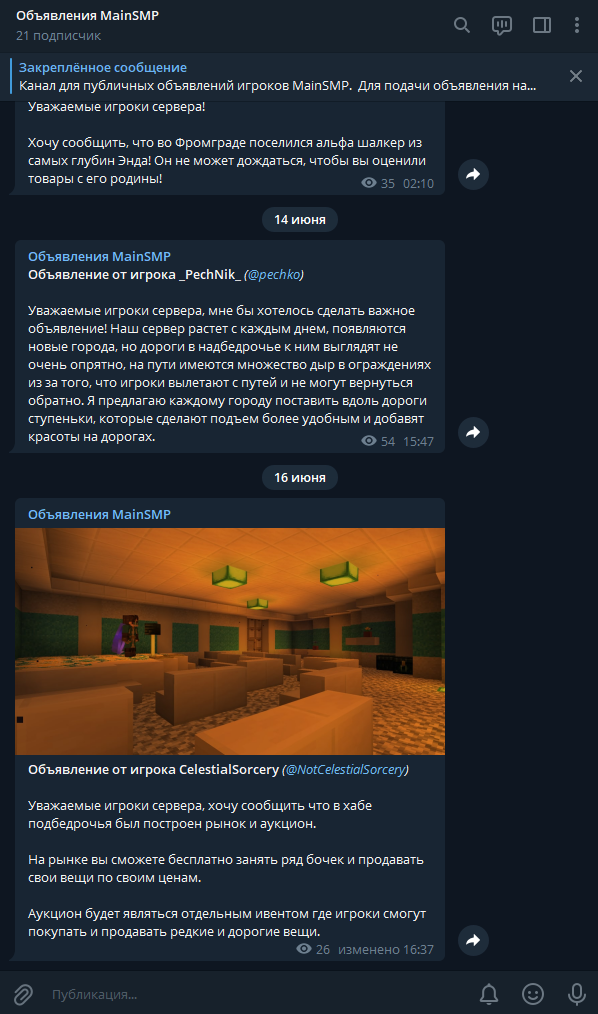 Объявления MainSMP
21 подписчик
Закреплённое сообщение
Канал для публичных объявлений игроков MainSMP. Для подачи объявления на...
Уважаемые игроки сервера!
Хочу сообщить, что во Фромграде поселился альфа шалкер из
самых глубин Энда! Он не может дождаться, чтобы вы оценили
товары с его родины!
35 02:10
14 июня
Объявления MainSMP
Объявление от игрока _PechNik_ (@pechko)
Уважаемые игроки сервера, мне бы хотелось сделать важное
объявление! Наш сервер растет с каждым днем, появляются
новые города, но дороги в надбедрочье к ним выглядят не
очень опрятно, на пути имеются множество дыр в ограждениях
из за того, что игроки вылетают с путей и не могут вернуться
обратно. Я предлагаю каждому городу поставить вдоль дороги
ступеньки, которые сделают подъем более удобным и добавят
красоты на дорогах.
54 15:47
16 июня
Объявления MainSMP
Объявление от игрока CelestialSorcery (@NotCelestialSorcery)
Уважаемые игроки сервера, хочу сообщить что в хабе
подбедрочья был построен рынок и аукцион.
На рынке вы сможете бесплатно занять ряд бочек и продавать
свои вещи по своим ценам.
Аукцион будет являться отдельным ивентом где игроки смогут
покупать и продавать редкие и дорогие вещи.
26 изменено 16:37
Публикация...